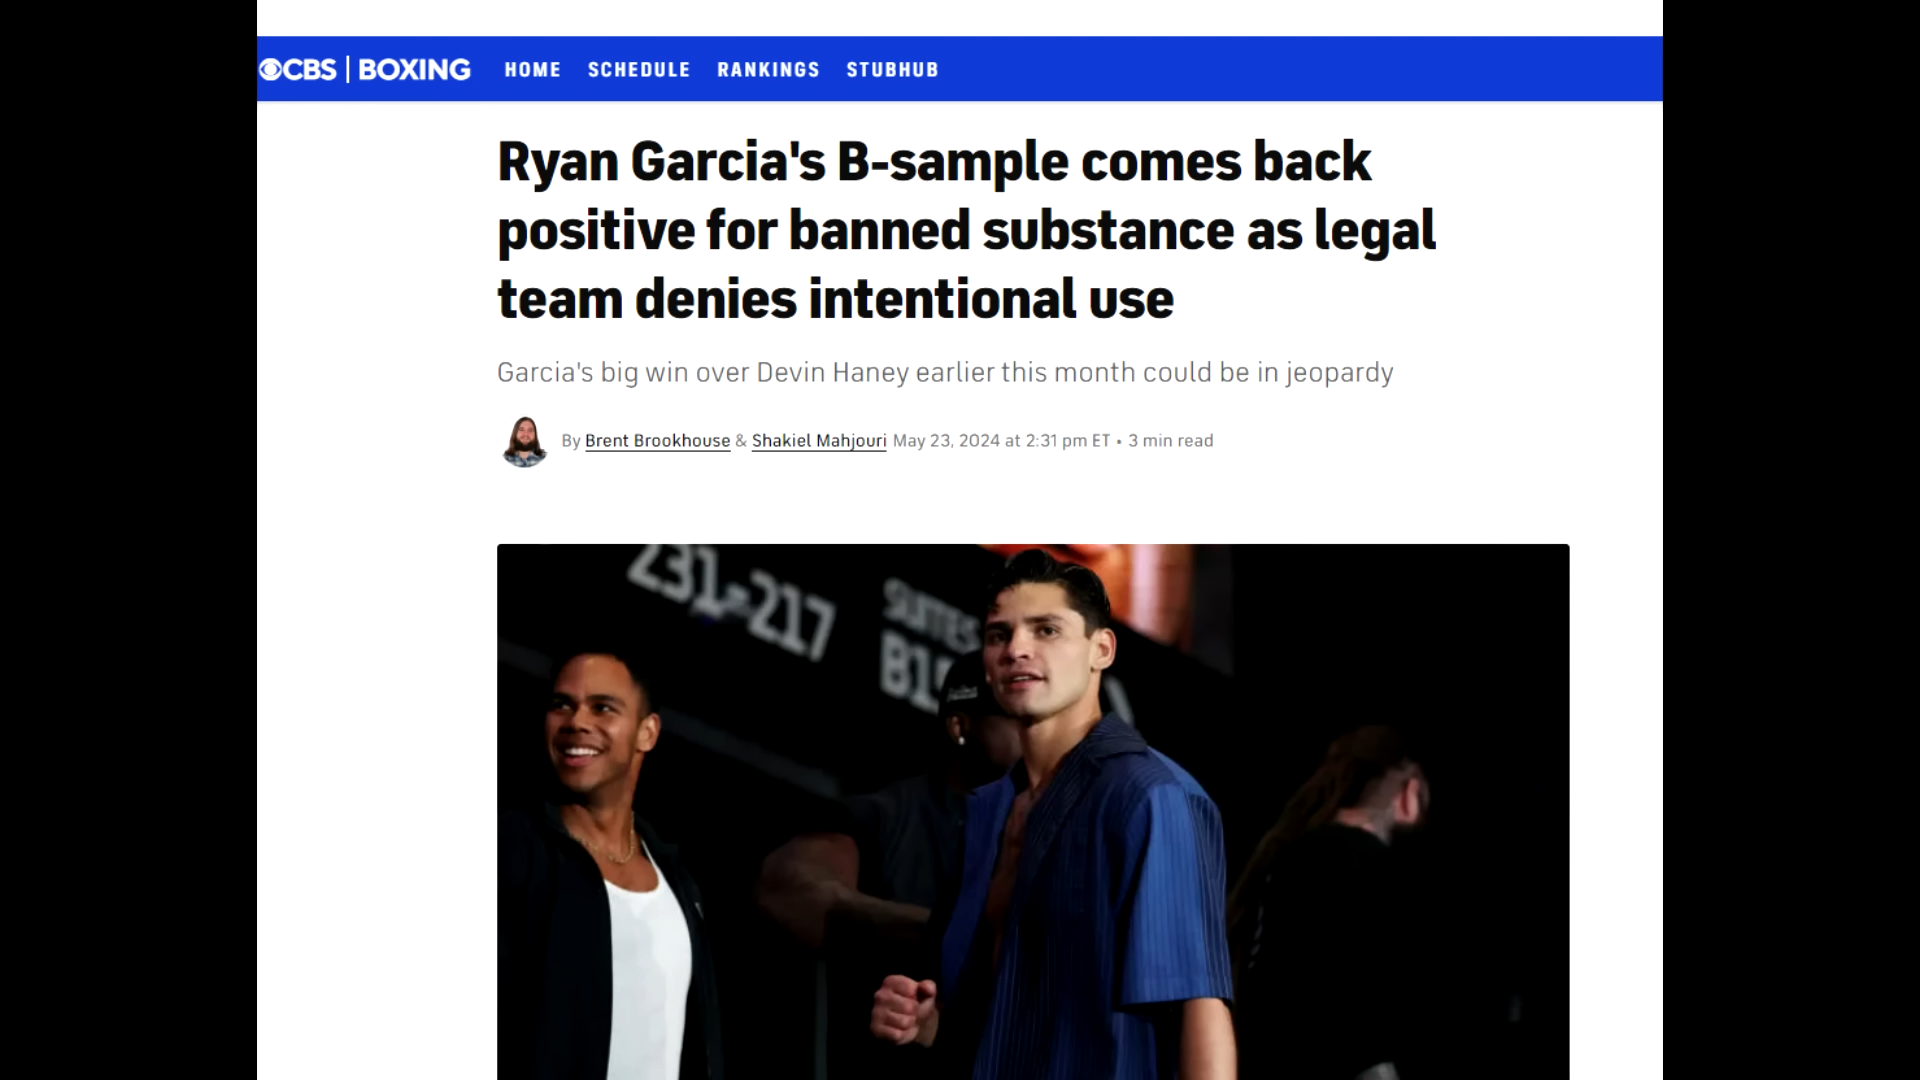 CBS | BOXING HOME SCHEDULE RANKINGS STUBHUB
Ryan Garcia's B-sample comes back
positive for banned substance as legal
team denies intentional use
Garcia's big win over Devin Haney earlier this month could be in jeopardy
By Brent Brookhouse & Shakiel Mahjouri May 23, 2024 at 2:31 pm ET • 3 min read
231-217
SUITES